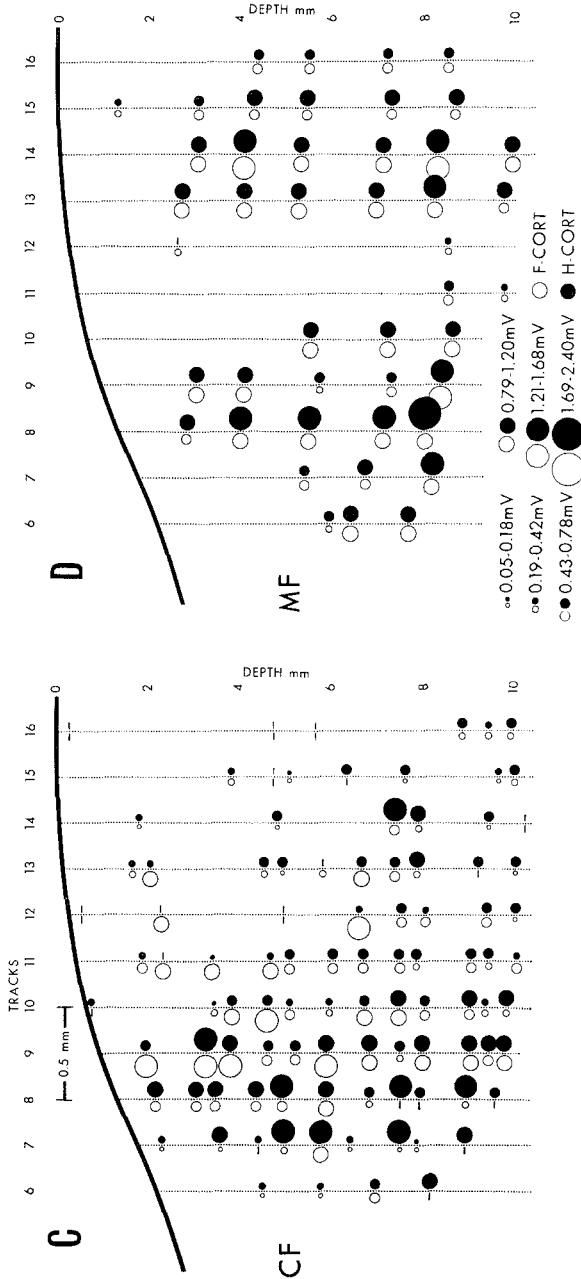 C
CF
TRACKS
6 7 8 9 10 11 12 13 14 15 16
0.5 mm
DEPTH mm
0
2
4
6
8
10
D
MF
6 7 8 9 10 11 12 13 14 15 16
DEPTH mm
0
2
4
6
8
10
0.05-0.18mV
0.19-0.42mV
0.43-0.78mV
0.79-1.20mV
1.21-1.68mV
1.69-2.40mV
F-CORT
H-CORT